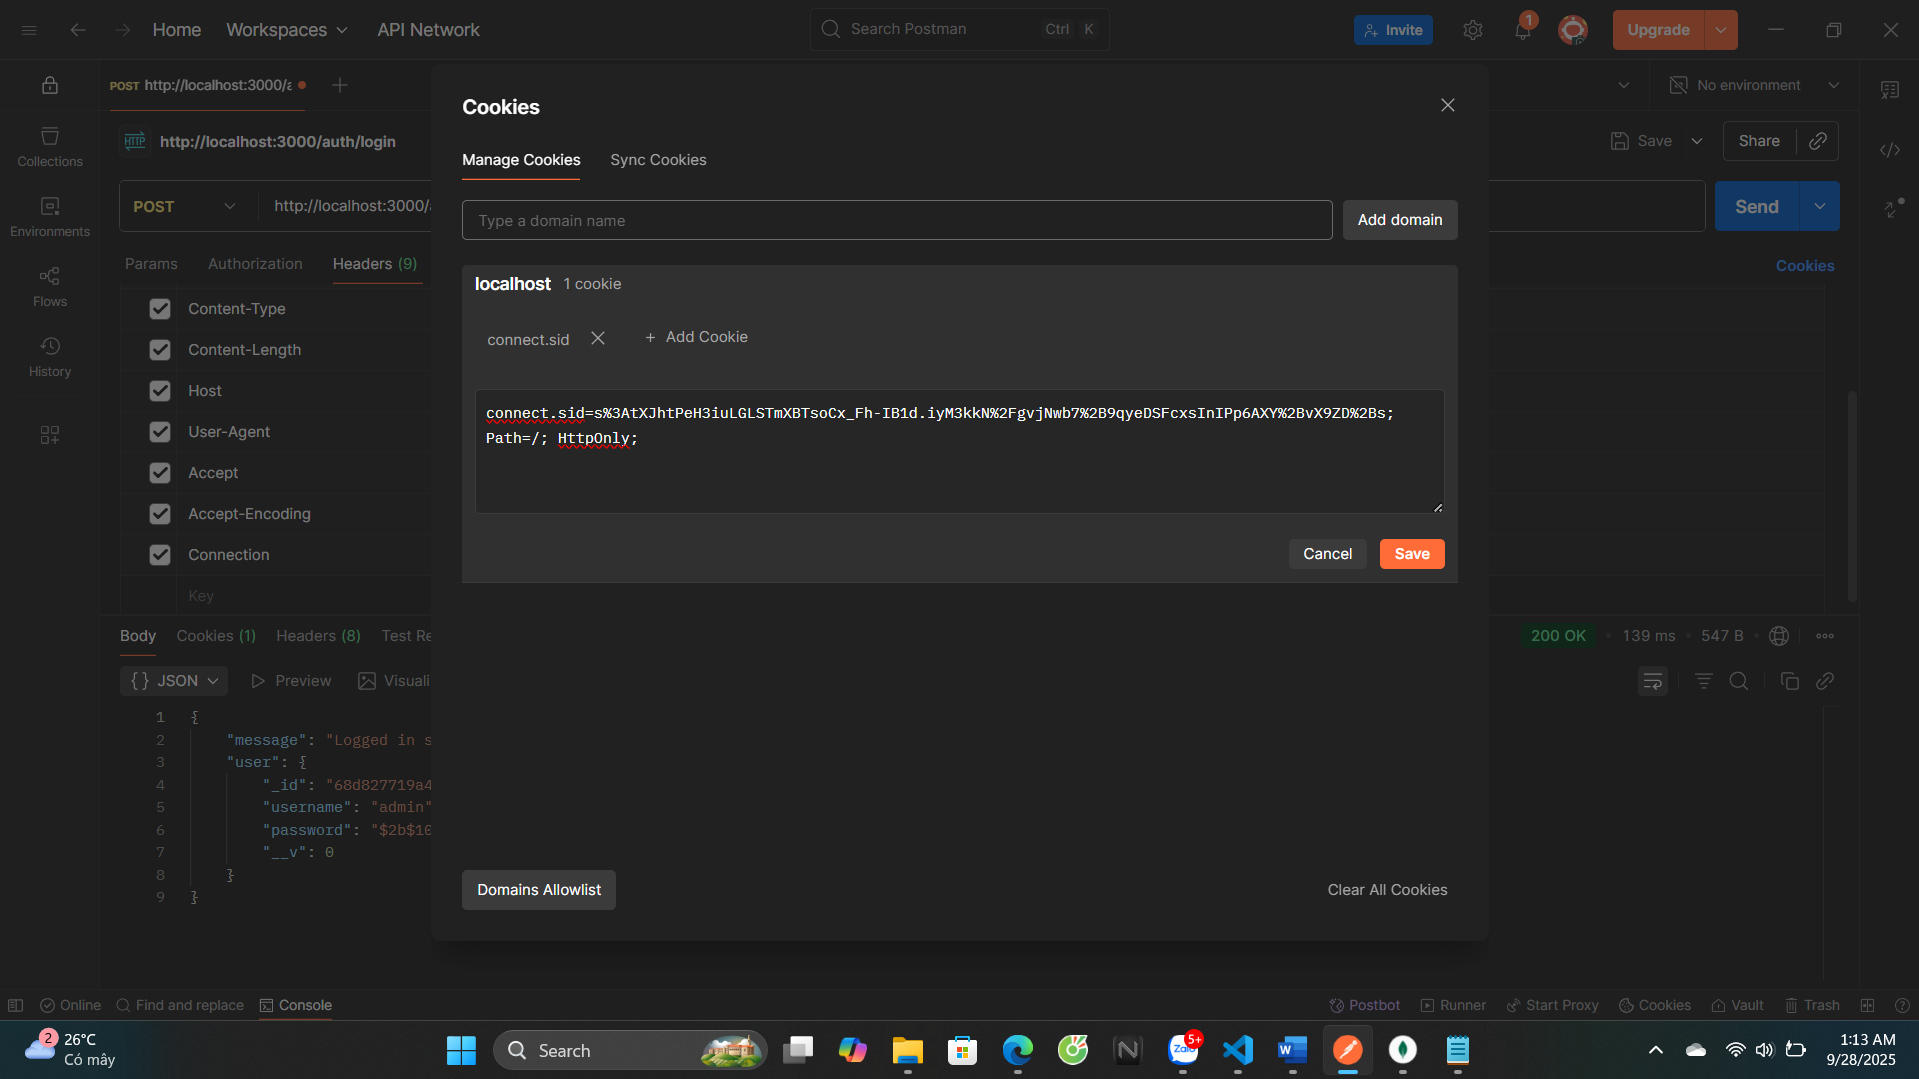 Home
Workspaces
API Network
Search Postman
Ctrl
K
Invite
1
Upgrade
POST http://localhost:3000/a
No environment
Collections
Environments
Flows
History
HTTP http://localhost:3000/auth/login
Save
Share
POST
http://localhost:3000/a
Send
Params
Authorization
Headers (9)
Cookies
Content-Type
Content-Length
Host
User-Agent
Accept
Accept-Encoding
Connection
Key
Cookies
Manage Cookies
Sync Cookies
Type a domain name
Add domain
localhost 1 cookie
connect.sid
+ Add Cookie
connect.sid=s%3AtXJhtPeH3iuLGLSTmXBTsoCx_Fh-IB1d.iyM3kkN%2FgvjNwb7%2B9qyeDSFcxsInIPp6AXY%2BvX9ZD%2Bs;
Path=/; HttpOnly;
Cancel
Save
Domains Allowlist
Clear All Cookies
Body
Cookies (1)
Headers (8)
Test Re
200 OK
139 ms
547 B
{} JSON
Preview
Visuali
1 {
2 "message": "Logged in s
3 "user": {
4 "_id": "68d827719a4
5 "username": "admin"
6 "password": "$2b$10
7 "__v": 0
8 }
9 }
Online
Find and replace
Console
Postbot
Runner
Start Proxy
Cookies
Vault
Trash
2
26°C
Có mây
Search
Zalo
5+
1:13 AM
9/28/2025